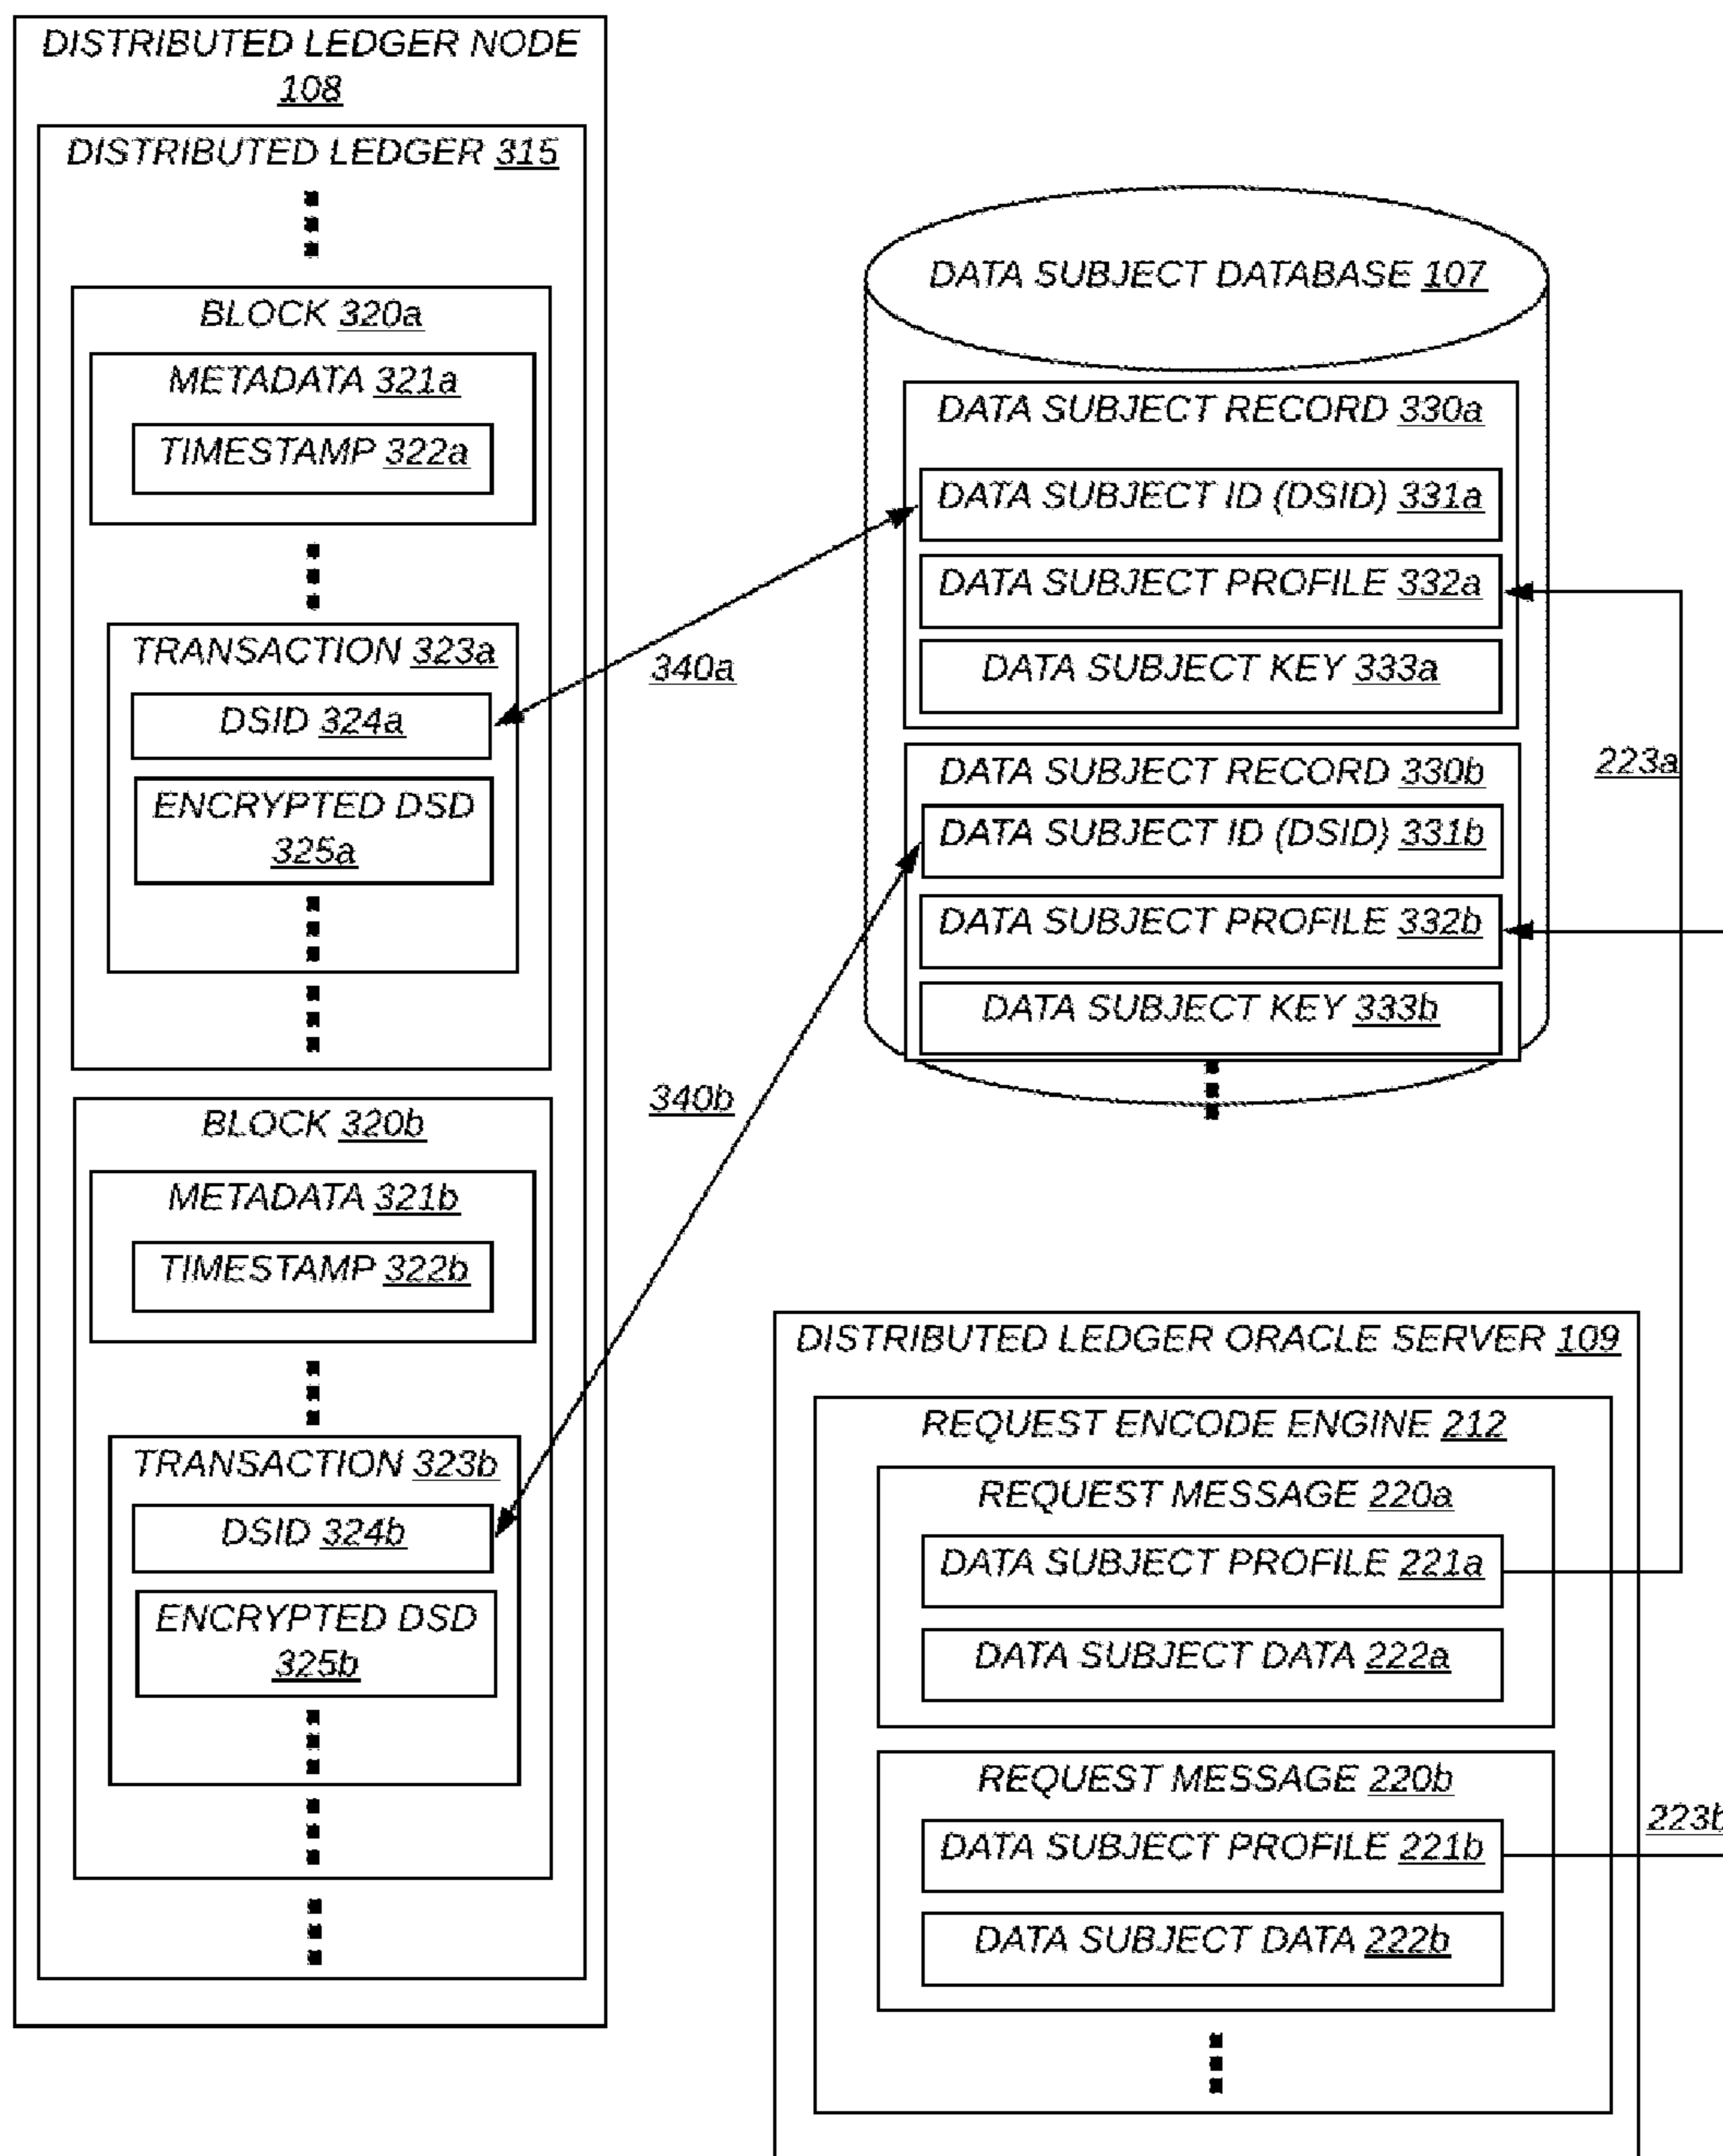 DISTRIBUTED LEDGER NODE
108
DISTRIBUTED LEDGER 315
BLOCK 320a
METADATA 321a
TIMESTAMP 322a
TRANSACTION 323a
DSID 324a
ENCRYPTED DSD
325a
BLOCK 320b
METADATA 321b
TIMESTAMP 322b
TRANSACTION 323b
DSID 324b
ENCRYPTED DSD
325b
340a
340b
DATA SUBJECT DATABASE 107
DATA SUBJECT RECORD 330a
DATA SUBJECT ID (DSID) 331a
DATA SUBJECT PROFILE 332a
DATA SUBJECT KEY 333a
DATA SUBJECT RECORD 330b
DATA SUBJECT ID (DSID) 331b
DATA SUBJECT PROFILE 332b
DATA SUBJECT KEY 333b
223a
DISTRIBUTED LEDGER ORACLE SERVER 109
REQUEST ENCODE ENGINE 212
REQUEST MESSAGE 220a
DATA SUBJECT PROFILE 221a
DATA SUBJECT DATA 222a
REQUEST MESSAGE 220b
DATA SUBJECT PROFILE 221b
DATA SUBJECT DATA 222b
223b